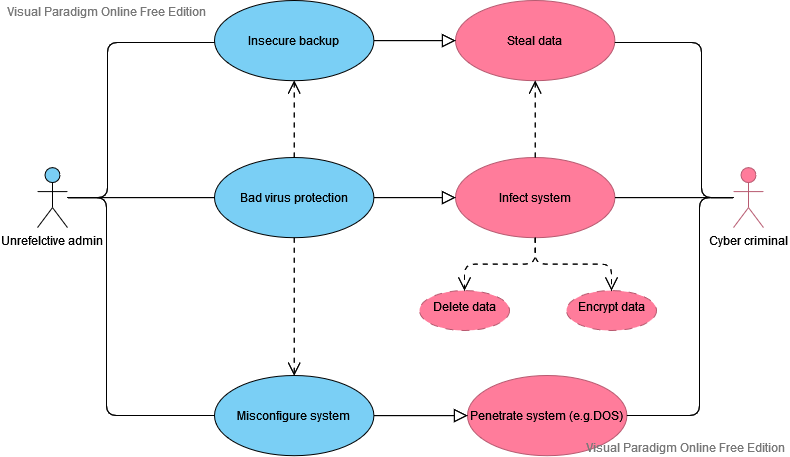 Visual Paradigm Online Free Edition
Insecure backup
Steal data
Bad virus protection
Infect system
Unrefelctive admin
Cyber criminal
Delete data
Encrypt data
Misconfigure system
Penetrate system (e.g.DOS)
Visual Paradigm Online Free Edition